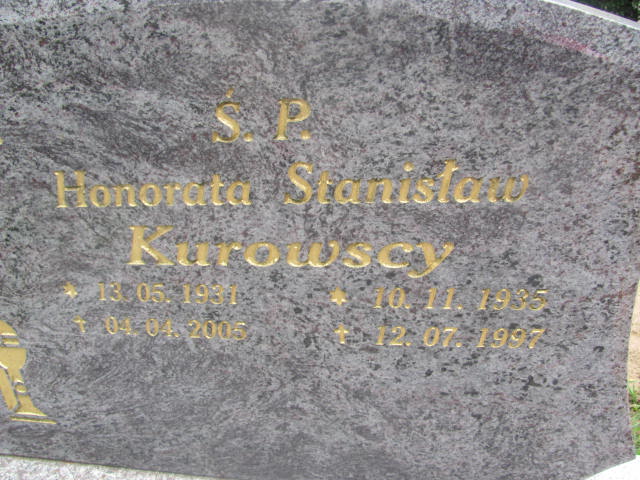 Ś. P.
Honorata Stanisław
Kurowscy
* 13.05.1931 * 10.11.1935
† 04.04.2005 † 12.07.1997